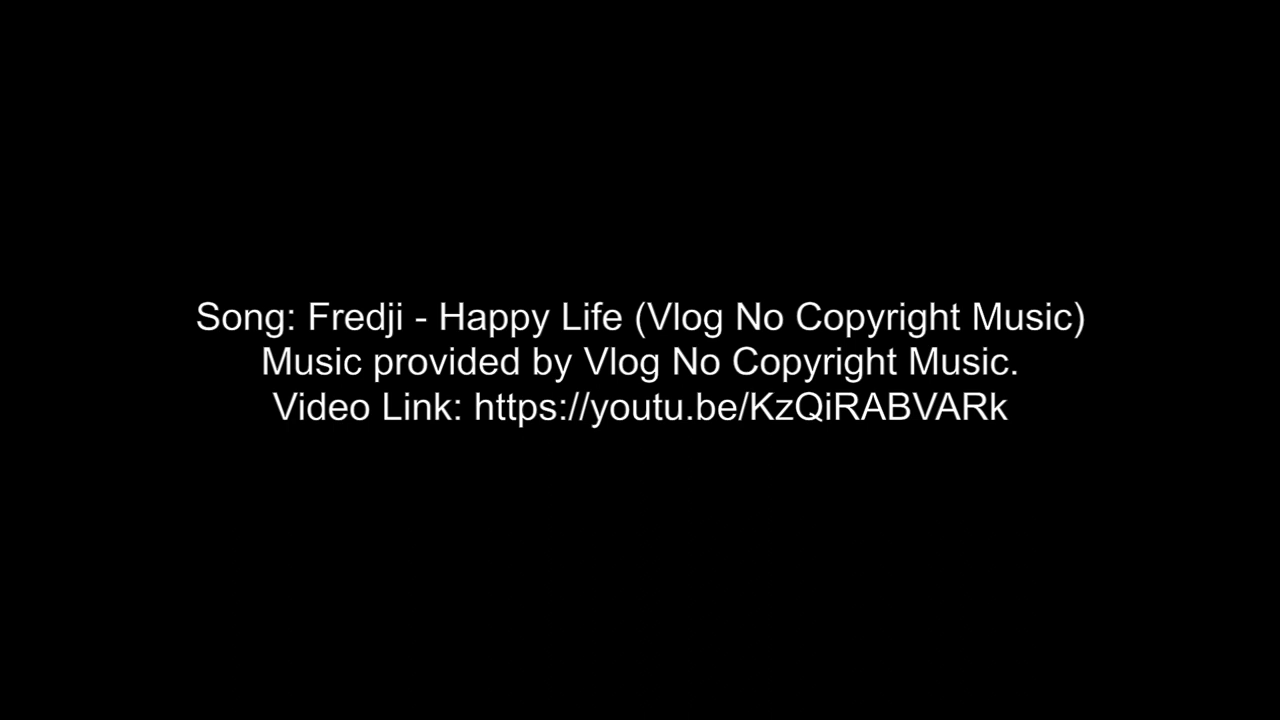 Song: Fredji - Happy Life (Vlog No Copyright Music)
Music provided by Vlog No Copyright Music.
Video Link: https://youtu.be/KzQiRABVARk